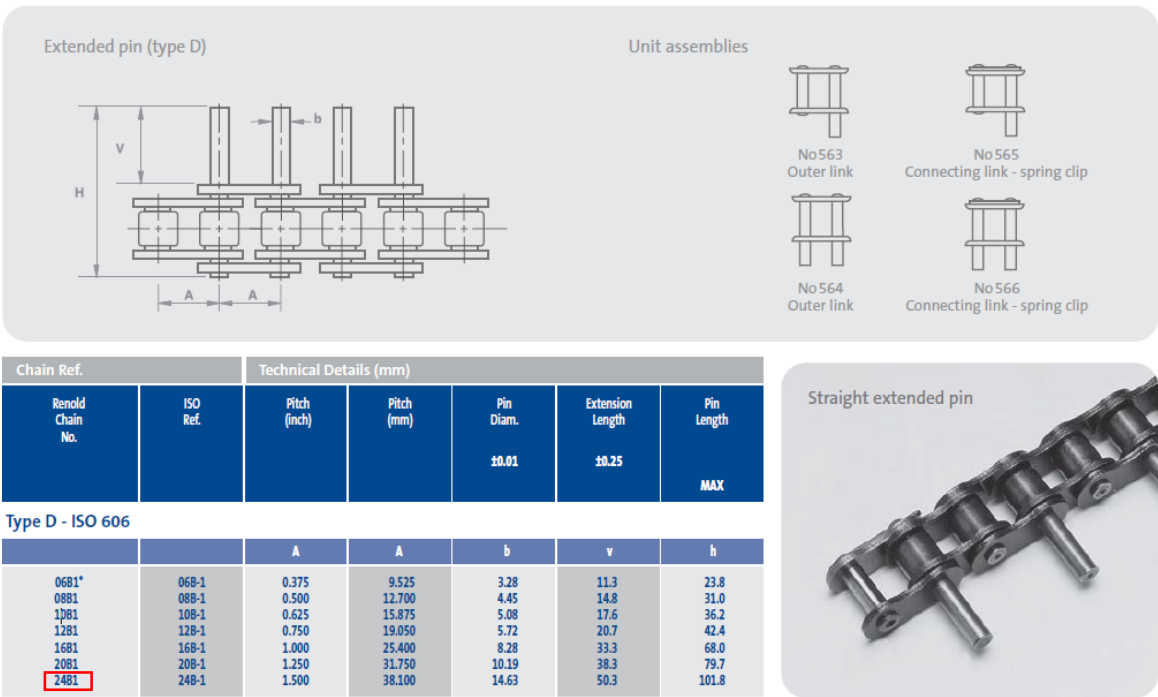 Extended pin (type D)
Unit assemblies
b
V
H
A A
No 563
Outer link
No 565
Connecting link - spring clip
No 564
Outer link
No 566
Connecting link - spring clip
Chain Ref. Technical Details (mm)
Renold Chain No. ISO Ref. Pitch (inch) Pitch (mm) Pin Diam. ±0.01 Extension Length ±0.25 Pin Length MAX
Type D - ISO 606
A A b v h
06B1* 06B-1 0.375 9.525 3.28 11.3 23.8
08B1 08B-1 0.500 12.700 4.45 14.8 31.0
10B1 10B-1 0.625 15.875 5.08 17.6 36.2
12B1 12B-1 0.750 19.050 5.72 20.7 42.4
16B1 16B-1 1.000 25.400 8.28 33.3 68.0
20B1 20B-1 1.250 31.750 10.19 38.3 79.7
24B1 24B-1 1.500 38.100 14.63 50.3 101.8
Straight extended pin